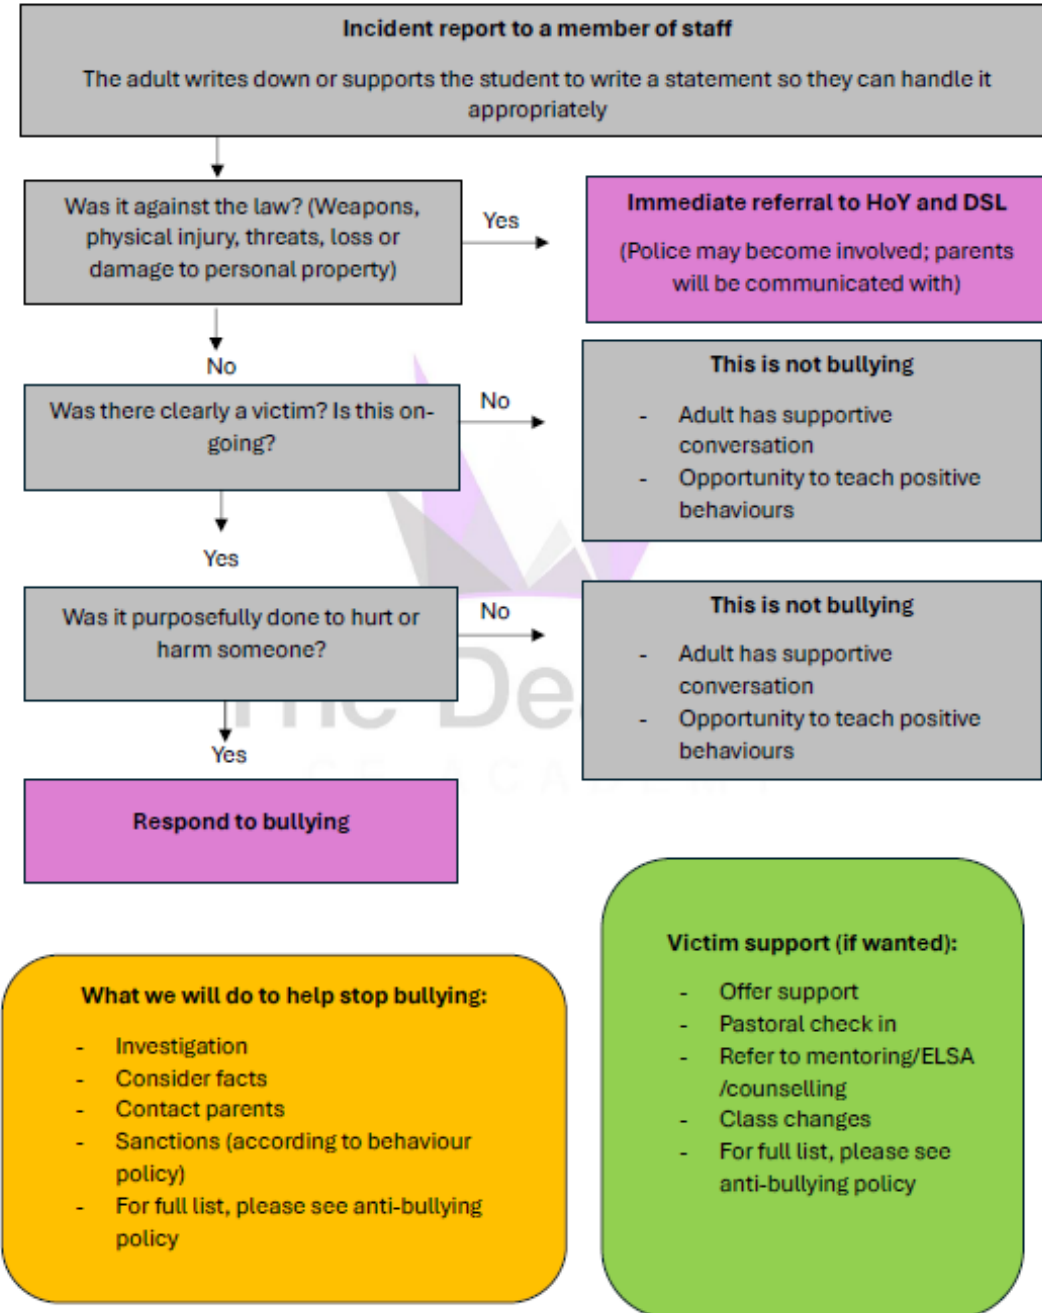 Incident report to a member of staff
The adult writes down or supports the student to write a statement so they can handle it
appropriately
Was it against the law? (Weapons,
physical injury, threats, loss or
damage to personal property)
Yes
Immediate referral to HoY and DSL
(Police may become involved; parents
will be communicated with)
No
Was there clearly a victim? Is this on-
going?
No
This is not bullying
- Adult has supportive
conversation
- Opportunity to teach positive
behaviours
Yes
Was it purposefully done to hurt or
harm someone?
No
This is not bullying
- Adult has supportive
conversation
- Opportunity to teach positive
behaviours
The
ACADEMY
Yes
Respond to bullying
What we will do to help stop bullying:
- Investigation
- Consider facts
- Contact parents
- Sanctions (according to behaviour
policy)
- For full list, please see anti-bullying
policy
Victim support (if wanted):
- Offer support
- Pastoral check in
- Refer to mentoring/ELSA
/counselling
- Class changes
- For full list, please see
anti-bullying policy